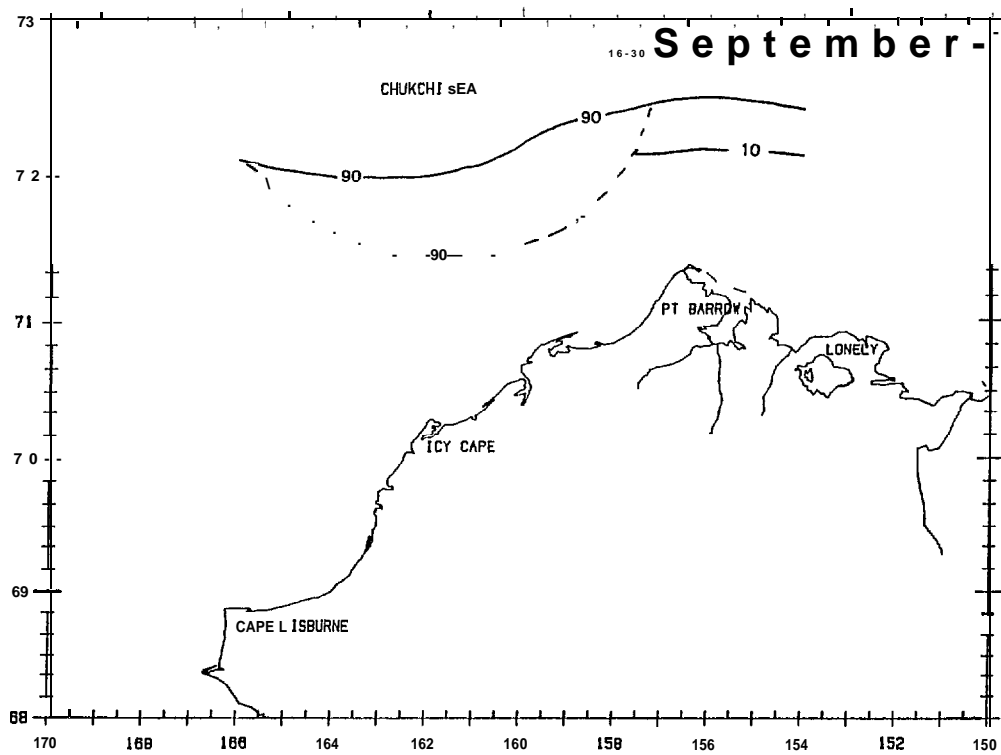 73
16-30 September-
CHUKCHI sEA
90
10
72
90
-90—
71
PT BARROW
LONELY
ICY CAPE
70
69
CAPE LISBURNE
68
170 168 166 164 162 160 158 156 154 152 150